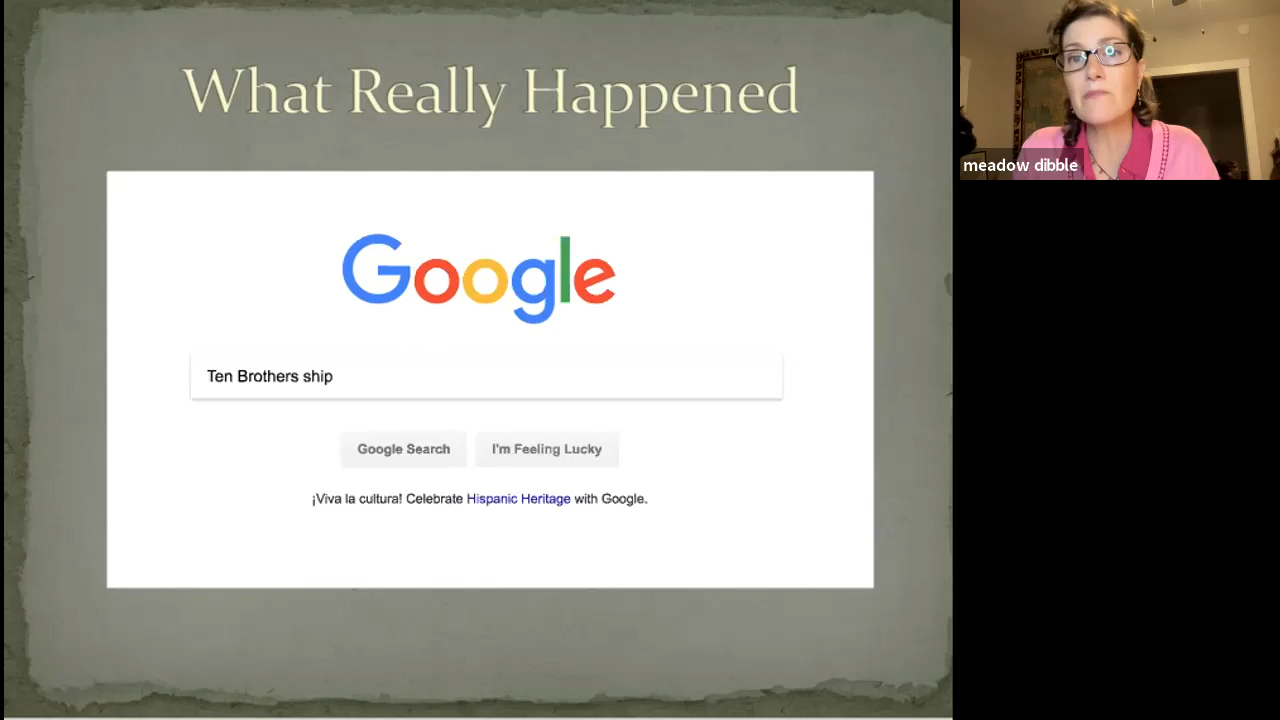 What Really Happened
Google
Ten Brothers ship
Google Search
I'm Feeling Lucky
¡Viva la cultura! Celebrate Hispanic Heritage with Google.
meadow dibble